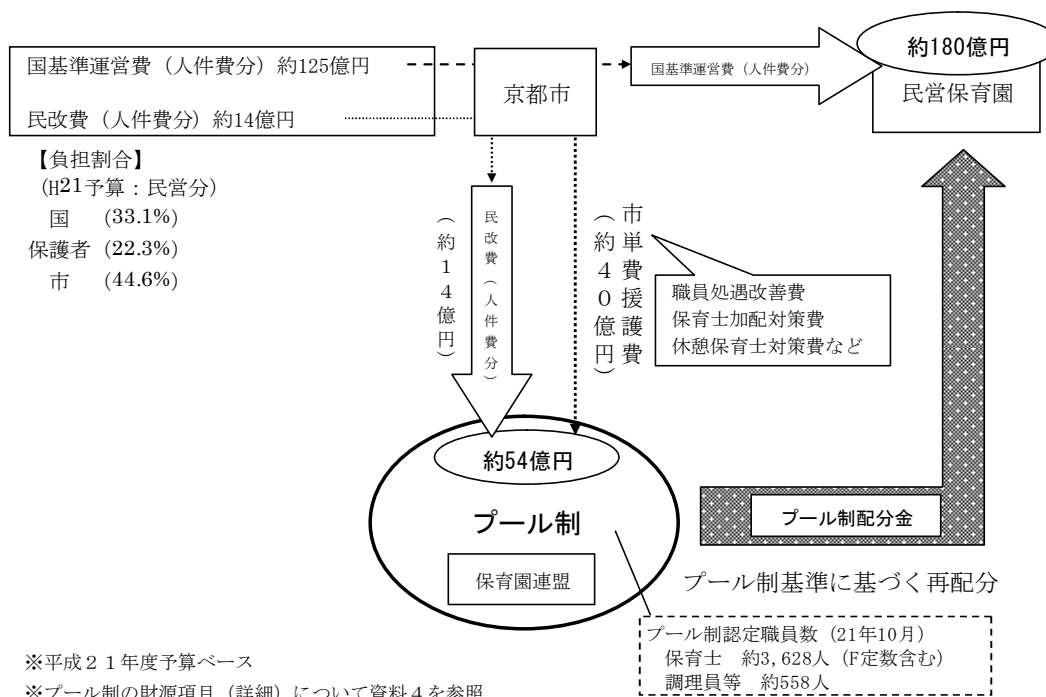 国基準運営費（人件費分）約125億円
民改費（人件費分）約14億円
京都市
国基準運営費（人件費分）
約180億円
民営保育園
【負担割合】
（H21予算：民営分）
国　　（33.1%）
保護者（22.3%）
市　　（44.6%）
民改費（人件費分）
（約１４億円）
市単費援護費
（約４０億円）
職員処遇改善費
保育士加配対策費
休憩保育士対策費など
約54億円
プール制
保育園連盟
プール制配分金
プール制基準に基づく再配分
プール制認定職員数（21年10月）
保育士　約3,628人（F定数含む）
調理員等　約558人
※平成２１年度予算ベース
※プール制の財源項目（詳細）について資料４を参照